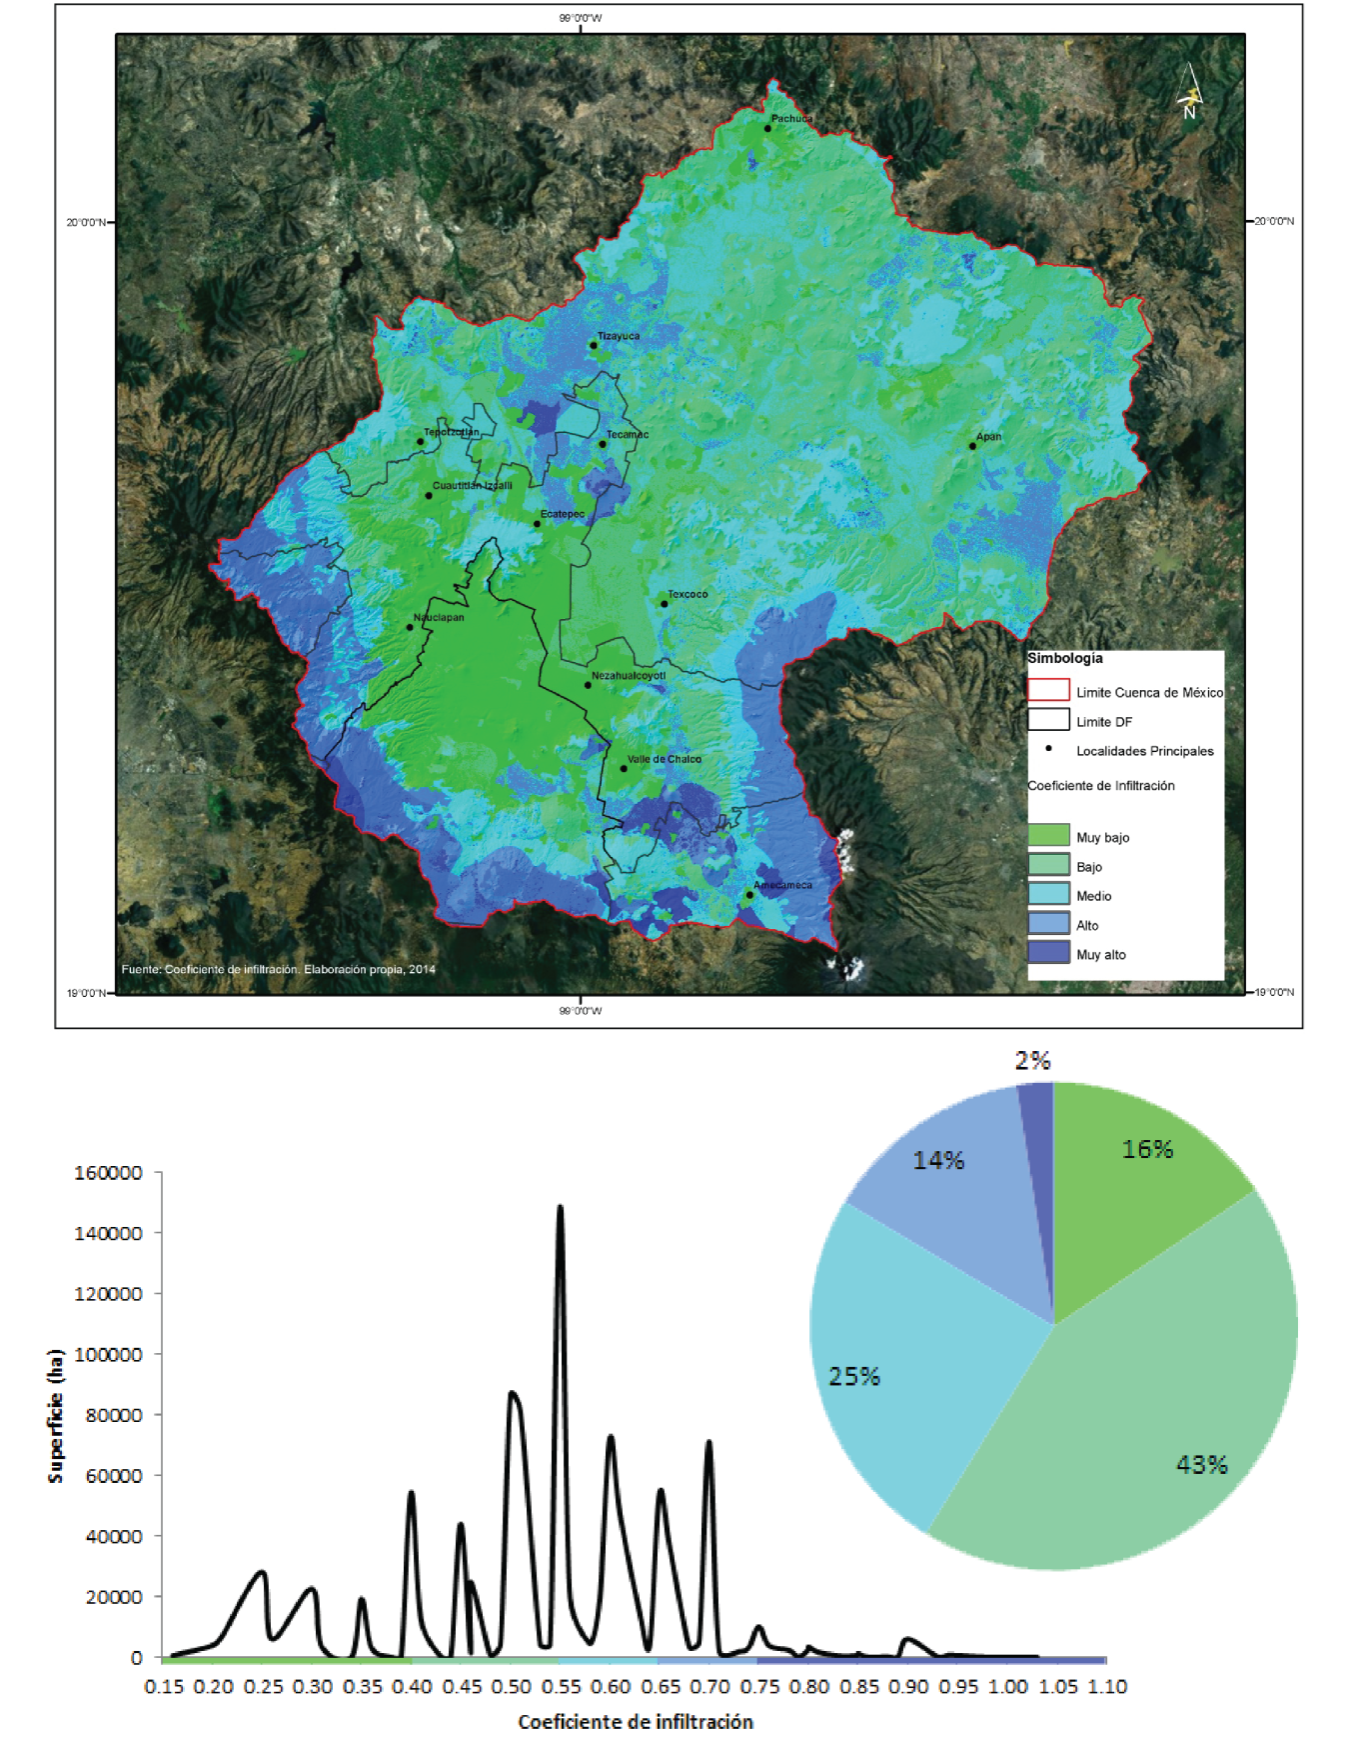 99°0'0"W
N
Pachuca
20°0'0"N
20°0'0"N
Tizayuca
Tepotzotlán
Tecamac
Apan
Cuautitlán Izcalli
Ecatepec
Texcoco
Naucalpan
Nezahualcoyotl
Valle de Chalco
Amecameca
Simbología
Limite Cuenca de México
Limite DF
Localidades Principales
Coeficiente de Infiltración
Muy bajo
Bajo
Medio
Alto
Muy alto
Fuente: Coeficiente de infiltración. Elaboración propia, 2014
19°0'0"N
19°0'0"N
99°0'0"W
2%
16%
14%
25%
43%
160000
140000
120000
100000
80000
60000
40000
20000
0
Superficie (ha)
0.15 0.20 0.25 0.30 0.35 0.40 0.45 0.50 0.55 0.60 0.65 0.70 0.75 0.80 0.85 0.90 0.95 1.00 1.05 1.10
Coeficiente de infiltración